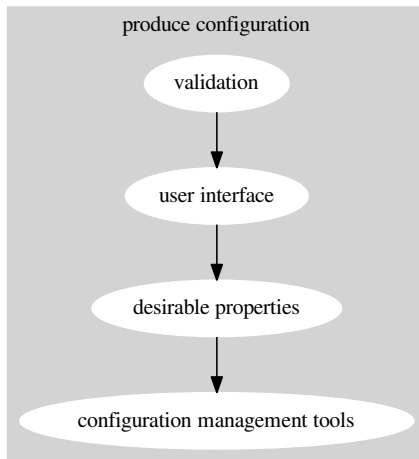 produce configuration
validation
user interface
desirable properties
configuration management tools